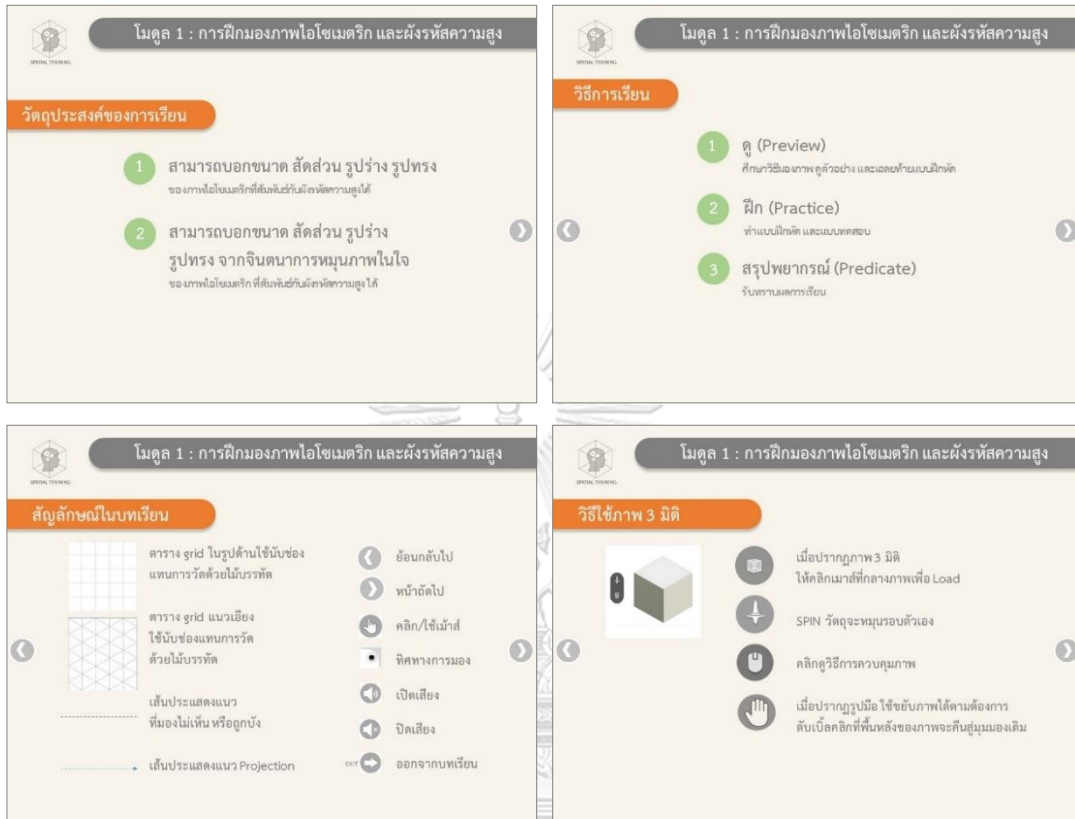 SPATIAL TRAINING
โมดูล 1 : การฝึกมองภาพไอโซเมตริก และผังรหัสความสูง
วัตถุประสงค์ของการเรียน
1
สามารถบอกขนาด สัดส่วน รูปร่าง รูปทรง
ของภาพไอโซเมตริกที่สัมพันธ์กับผังรหัสความสูงได้
2
สามารถบอกขนาด สัดส่วน รูปร่าง
รูปทรง จากจินตนาการหมุนภาพในใจ
ของภาพไอโซเมตริก ที่สัมพันธ์กับผังรหัสความสูง ได้
SPATIAL TRAINING
โมดูล 1 : การฝึกมองภาพไอโซเมตริก และผังรหัสความสูง
วิธีการเรียน
1
ดู (Preview)
ศึกษาวิธีมองภาพ ดูตัวอย่าง และเฉลยท้ายแบบฝึกหัด
2
ฝึก (Practice)
ทำแบบฝึกหัด และแบบทดสอบ
3
สรุปพยากรณ์ (Predicate)
รับทราบผลการเรียน
SPATIAL TRAINING
โมดูล 1 : การฝึกมองภาพไอโซเมตริก และผังรหัสความสูง
สัญลักษณ์ในบทเรียน
ตาราง grid ในรูปด้านใช้นับช่อง
แทนการวัดด้วยไม้บรรทัด
ตาราง grid แนวเอียง
ใช้นับช่องแทนการวัด
ด้วยไม้บรรทัด
เส้นประแสดงแนว
ที่มองไม่เห็น หรือถูกบัง
เส้นประแสดงแนว Projection
ย้อนกลับไป
หน้าถัดไป
คลิก/ใช้เม้าส์
ทิศทางการมอง
เปิดเสียง
ปิดเสียง
EXIT ออกจากบทเรียน
SPATIAL TRAINING
โมดูล 1 : การฝึกมองภาพไอโซเมตริก และผังรหัสความสูง
วิธีใช้ภาพ 3 มิติ
เมื่อปรากฏภาพ 3 มิติ
ให้คลิกเมาส์ที่กลางภาพเพื่อ Load
SPIN วัตถุจะหมุนรอบตัวเอง
คลิกดูวิธีการควบคุมภาพ
เมื่อปรากฏรูปมือ ใช้ขยับภาพได้ตามต้องการ
ดับเบิ้ลคลิกที่พื้นหลังของภาพจะคืนสู่มุมมองเดิม